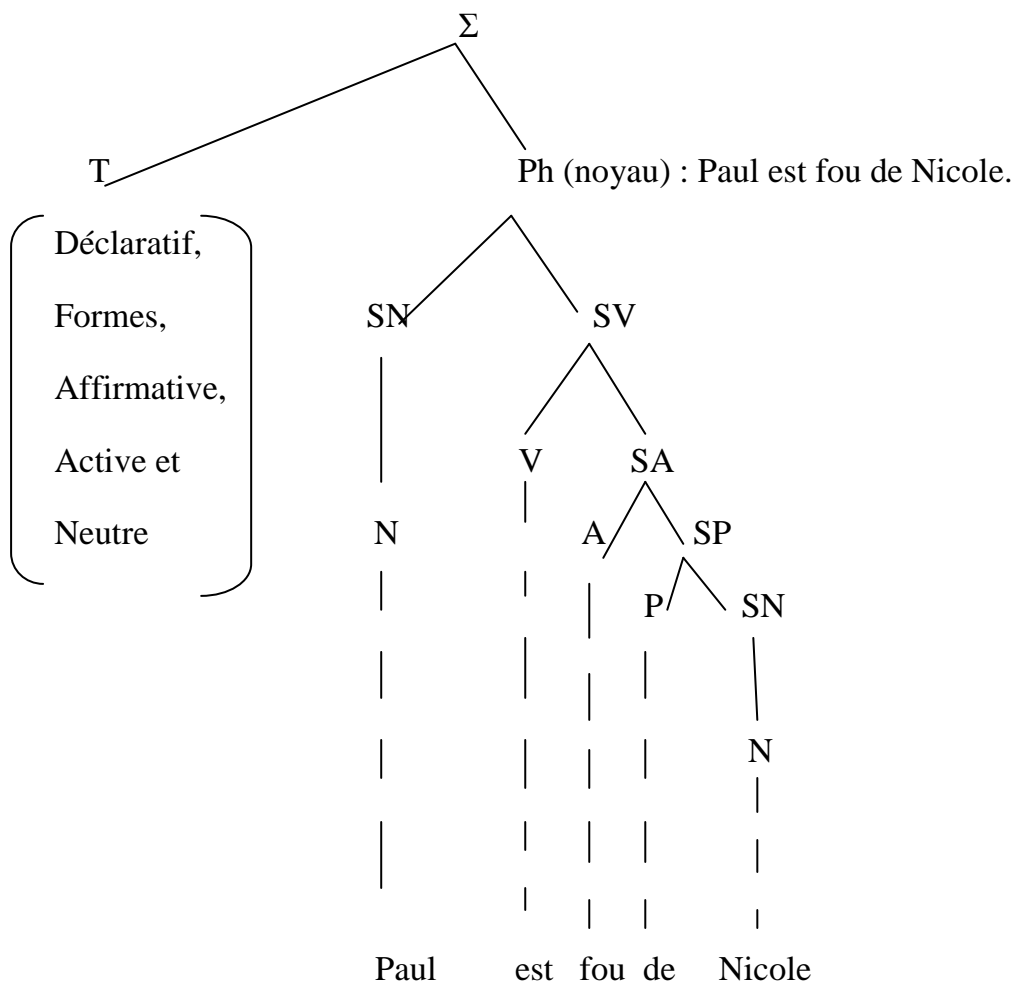 Σ
T Ph (noyau) : Paul est fou de Nicole.
Déclaratif,
Formes, SN SV
Affirmative,
Active et V SA
Neutre N A SP
P SN
N
Paul est fou de Nicole